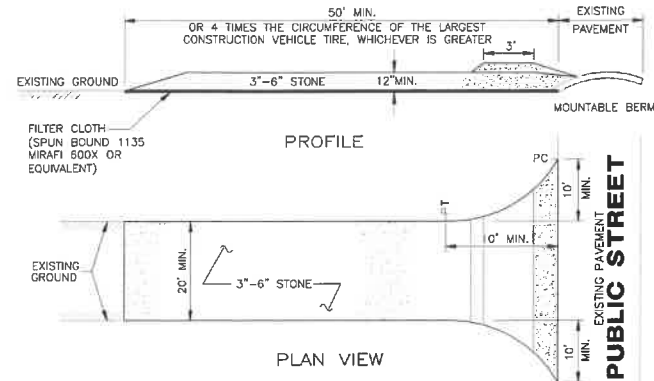 50' MIN.
OR 4 TIMES THE CIRCUMFERENCE OF THE LARGEST
CONSTRUCTION VEHICLE TIRE, WHICHEVER IS GREATER
EXISTING
PAVEMENT
3'
EXISTING GROUND
3"-6" STONE
12"MIN.
MOUNTABLE BERM
FILTER CLOTH
(SPUN BOUND 1135
MIRAFI 600X OR
EQUIVALENT)
PROFILE
PC
10'
MIN.
PT
10' MIN.
EXISTING
GROUND
20' MIN.
3"-6" STONE
EXISTING PAVEMENT
PUBLIC STREET
10'
MIN.
PLAN VIEW